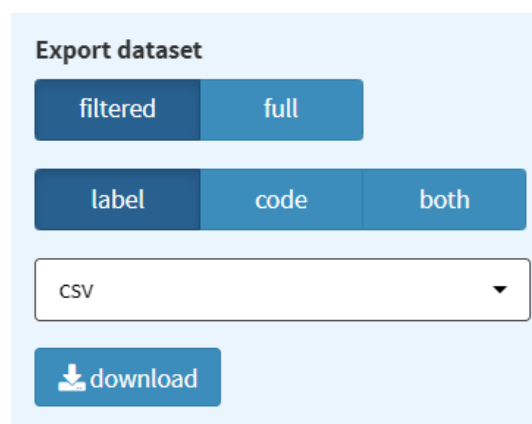 Export dataset
filtered full
label code both
csv
download